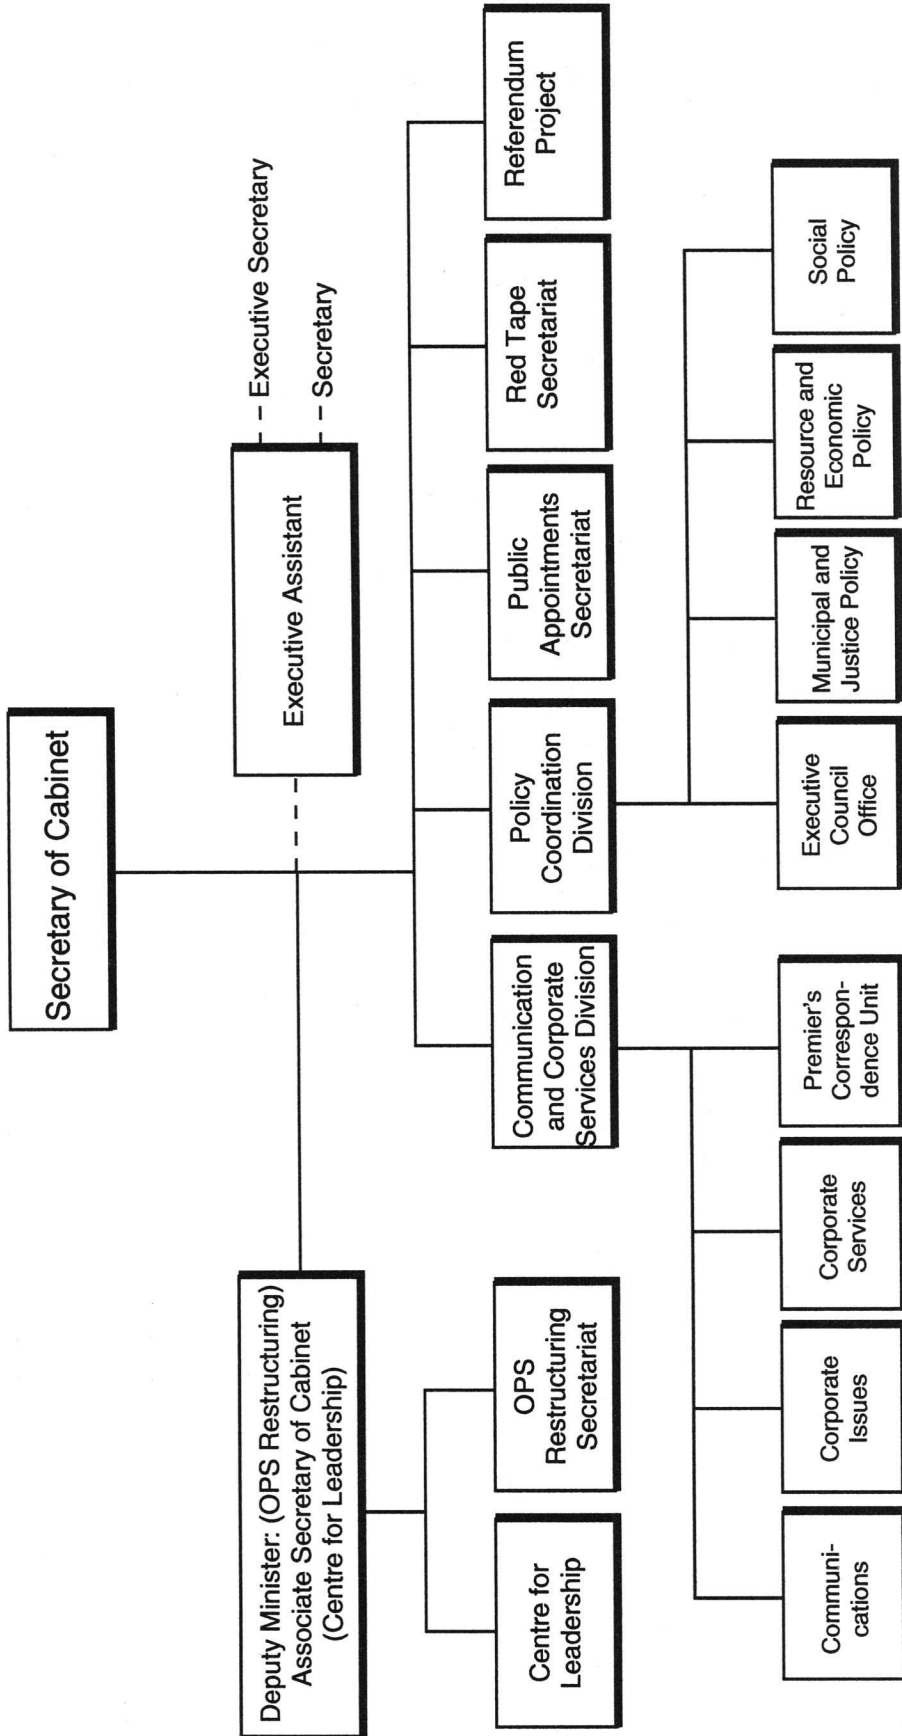 Secretary of Cabinet
Executive Assistant
Executive Secretary
Secretary
Deputy Minister: (OPS Restructuring)
Associate Secretary of Cabinet
(Centre for Leadership)
Centre for
Leadership
OPS
Restructuring
Secretariat
Communication
and Corporate
Services Division
Policy
Coordination
Division
Public
Appointments
Secretariat
Red Tape
Secretariat
Referendum
Project
Communi-
cations
Corporate
Issues
Corporate
Services
Premier's
Correspon-
dence Unit
Executive
Council
Office
Municipal and
Justice Policy
Resource and
Economic
Policy
Social
Policy